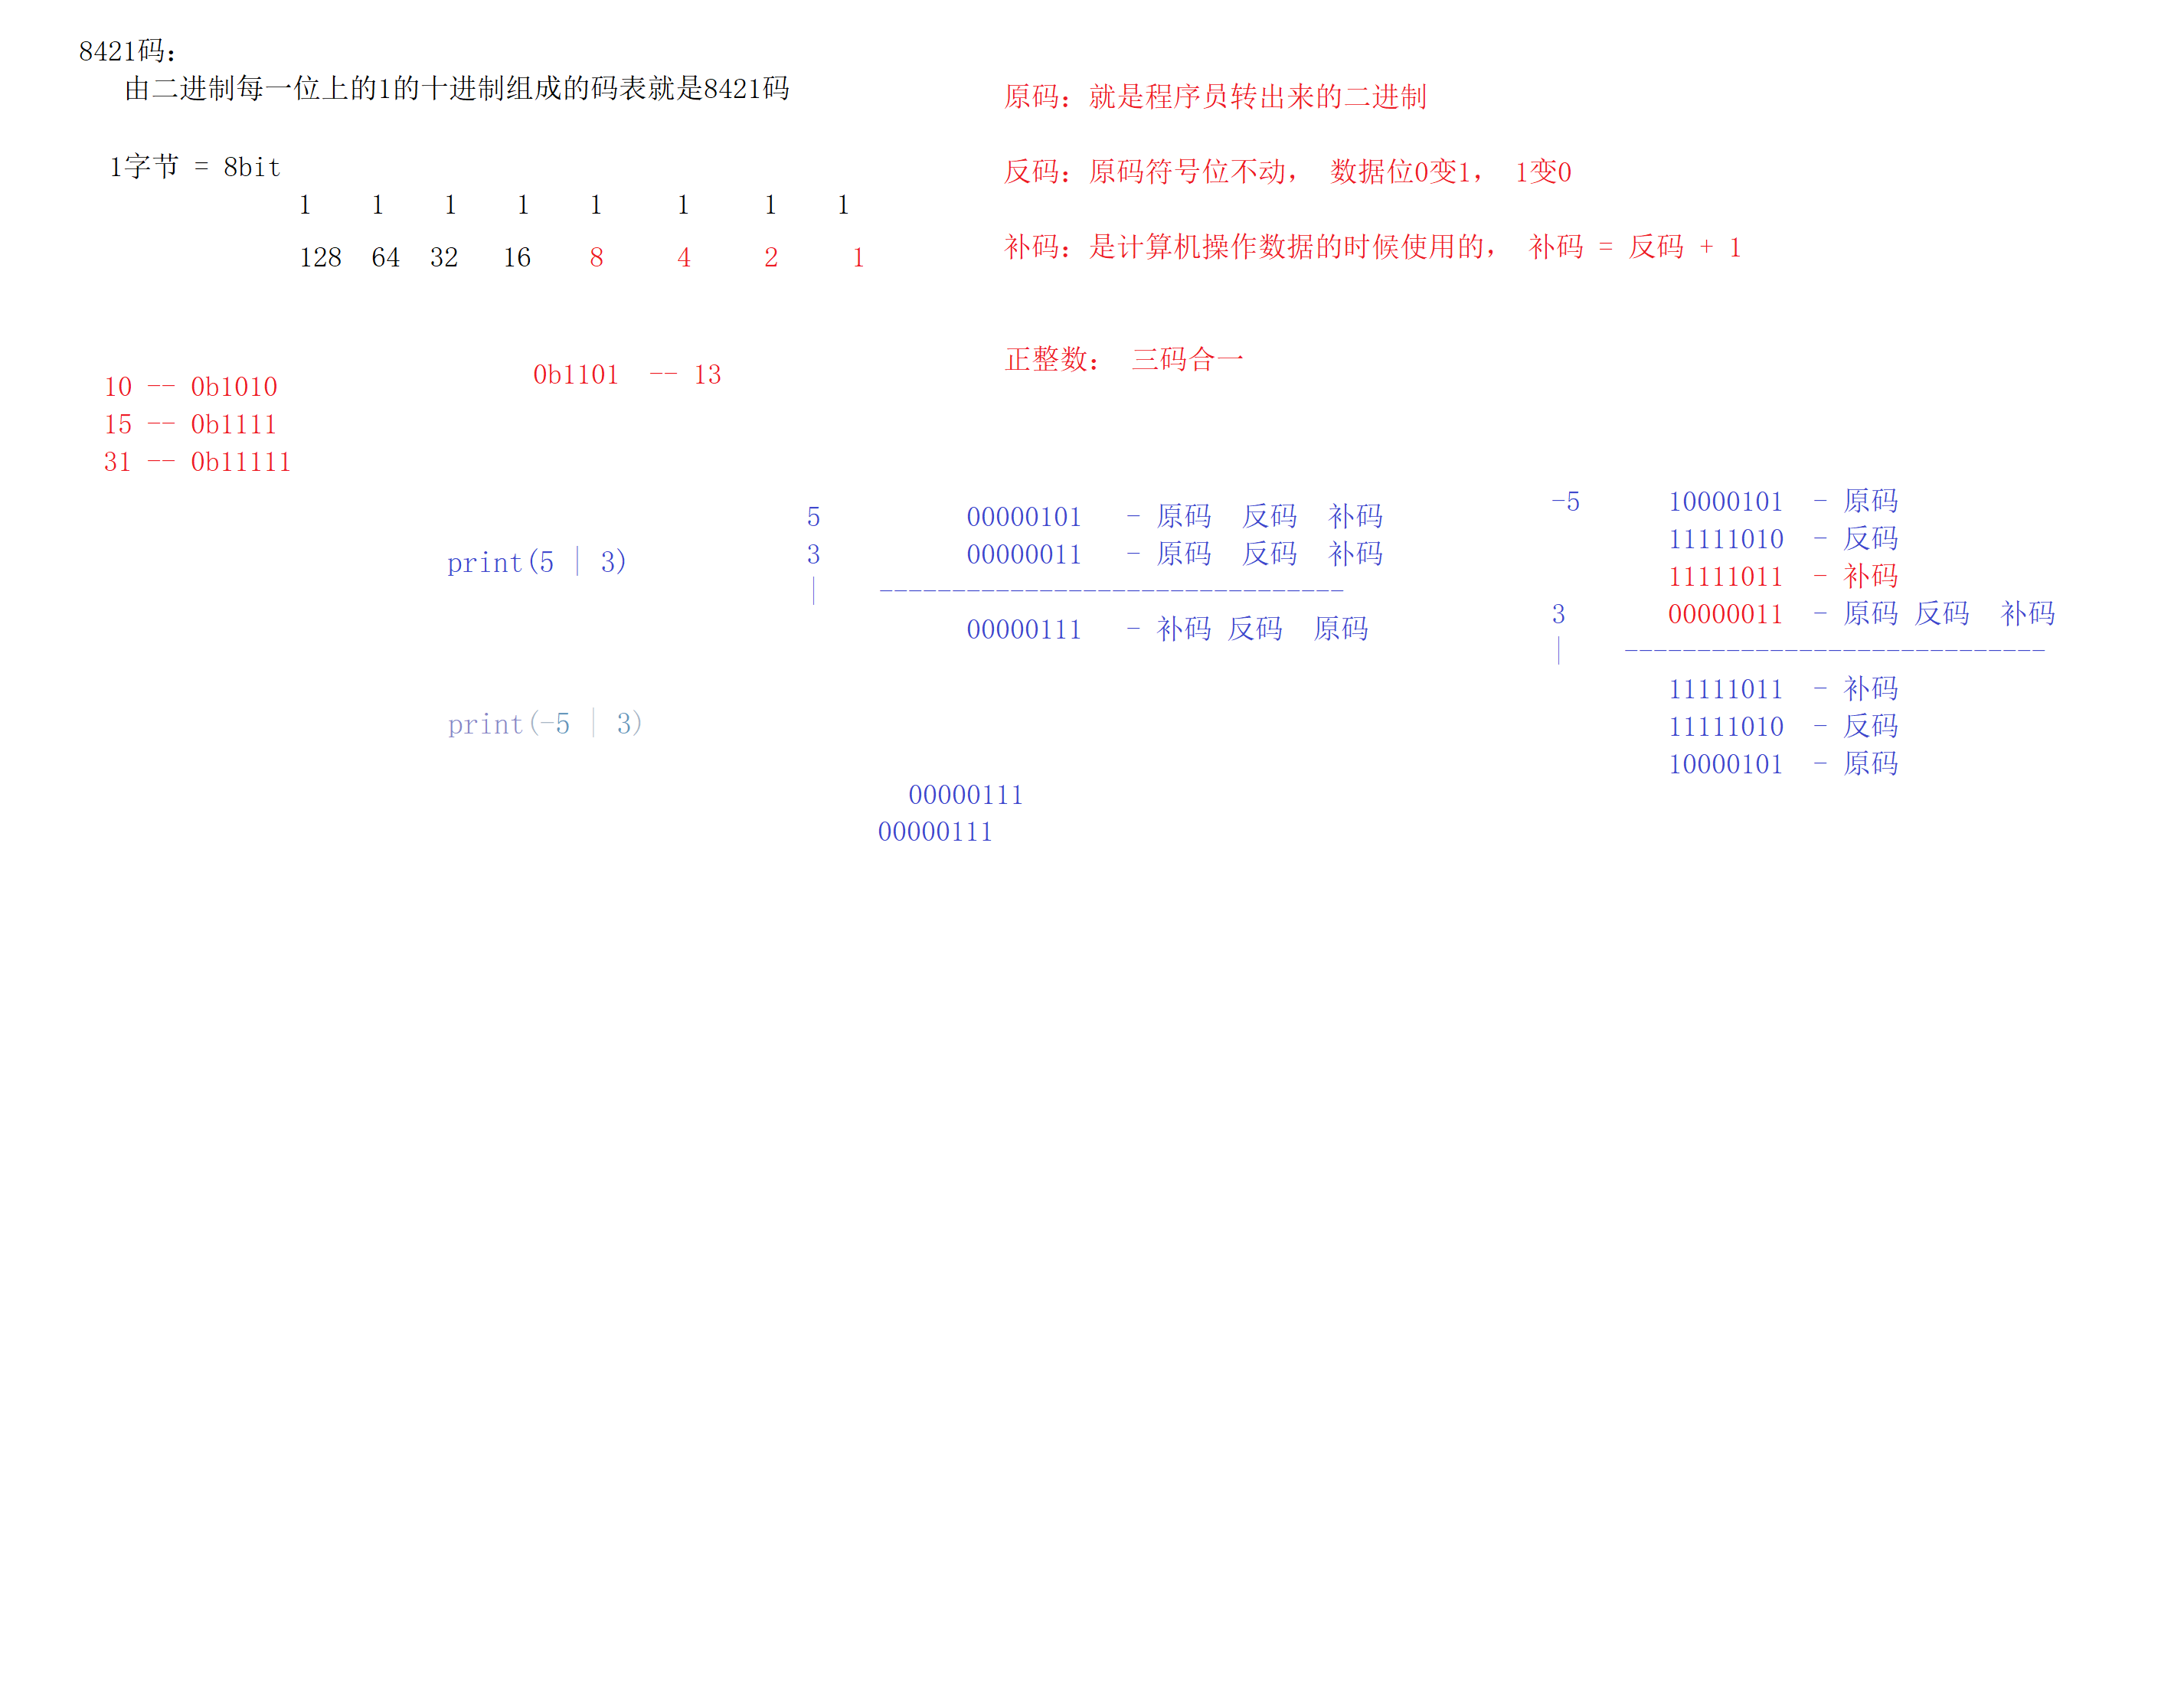 8421码：
由二进制每一位上的1的十进制组成的码表就是8421码
1字节 = 8bit
1 1 1 1 1 1 1 1
128 64 32 16 8 4 2 1
10 -- 0b1010
15 -- 0b1111
31 -- 0b11111
0b1101 -- 13
原码：就是程序员转出来的二进制
反码：原码符号位不动， 数据位0变1， 1变0
补码：是计算机操作数据的时候使用的， 补码 = 反码 + 1
正整数： 三码合一
print(5 | 3)
5 00000101 - 原码 反码 补码
3 00000011 - 原码 反码 补码
| --------------------------------
00000111 - 补码 反码 原码
print(-5 | 3)
-5 10000101 - 原码
11111010 - 反码
11111011 - 补码
3 00000011 - 原码 反码 补码
| -----------------------------
11111011 - 补码
11111010 - 反码
10000101 - 原码
00000111
00000111